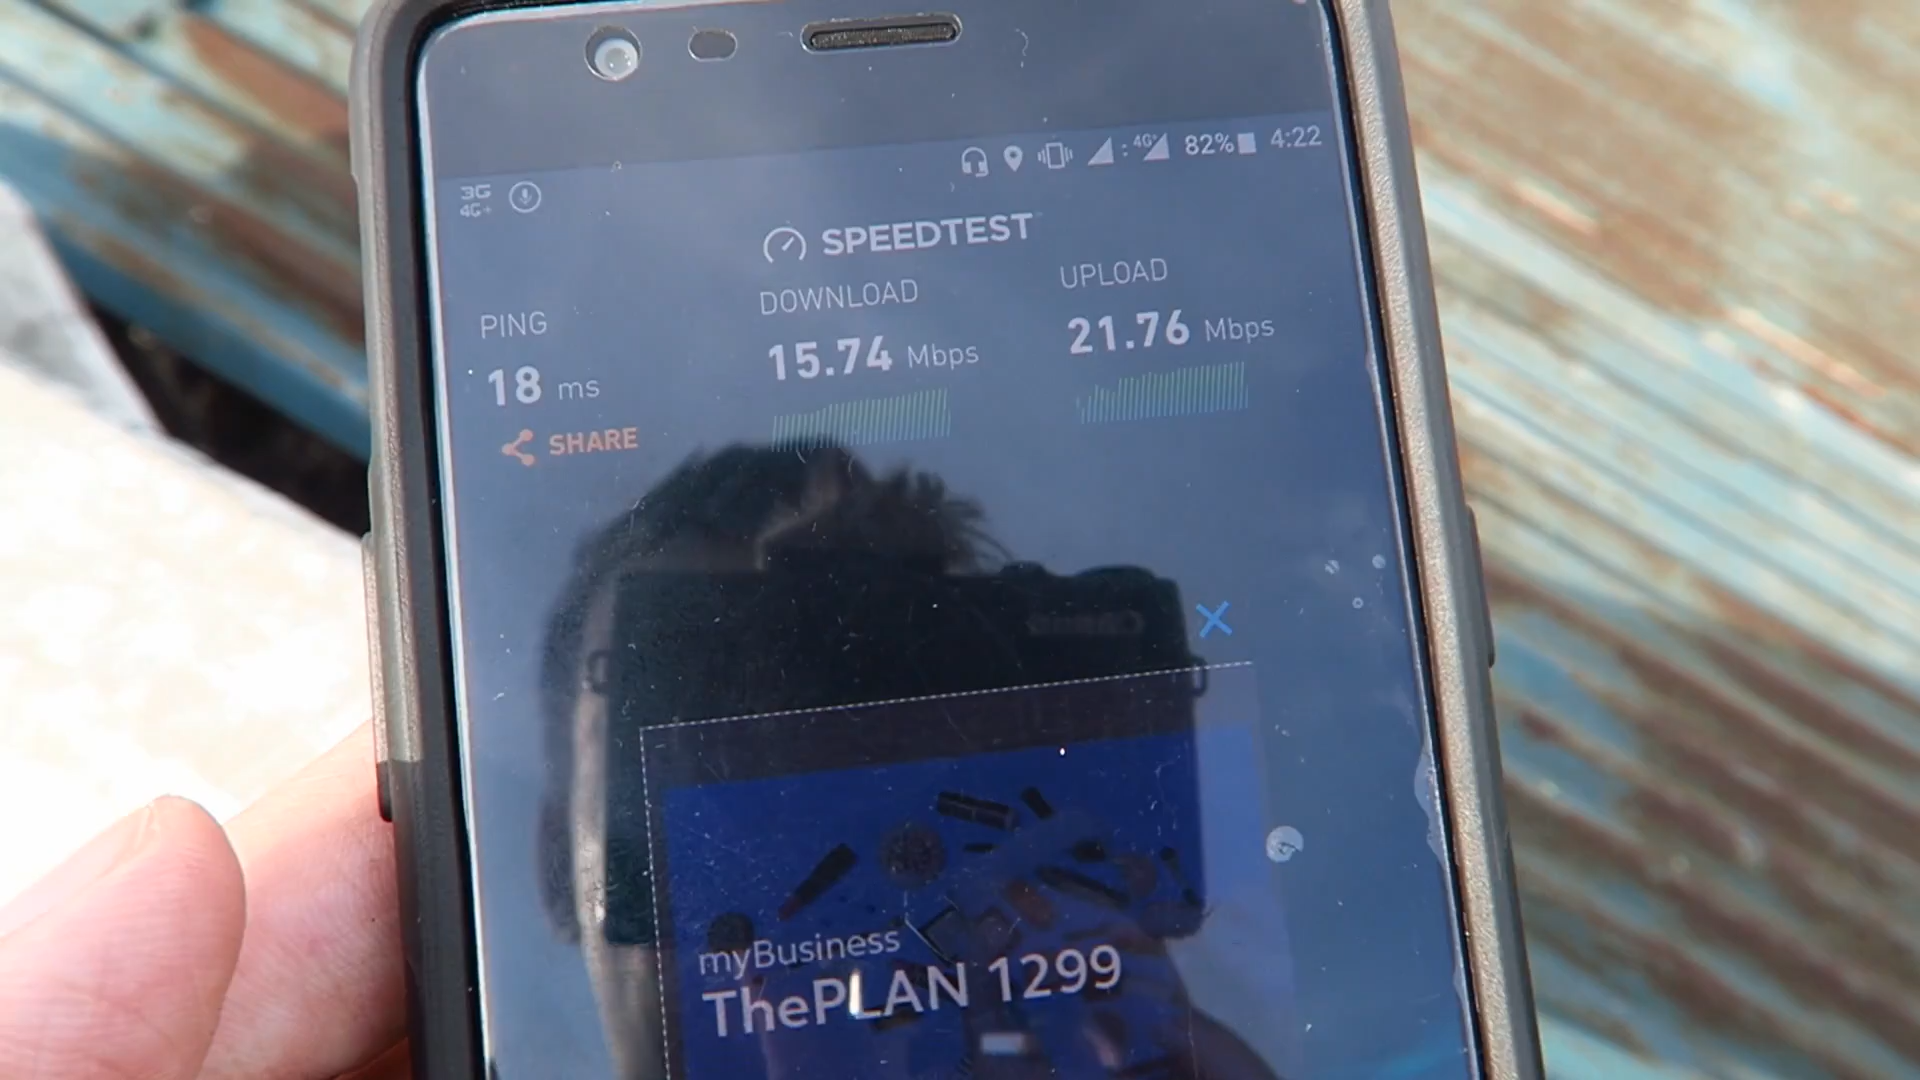 82% 4:22
3G
4G+
4G+
SPEEDTEST
PING
18 ms
DOWNLOAD
15.74 Mbps
UPLOAD
21.76 Mbps
SHARE
myBusiness
ThePLAN 1299